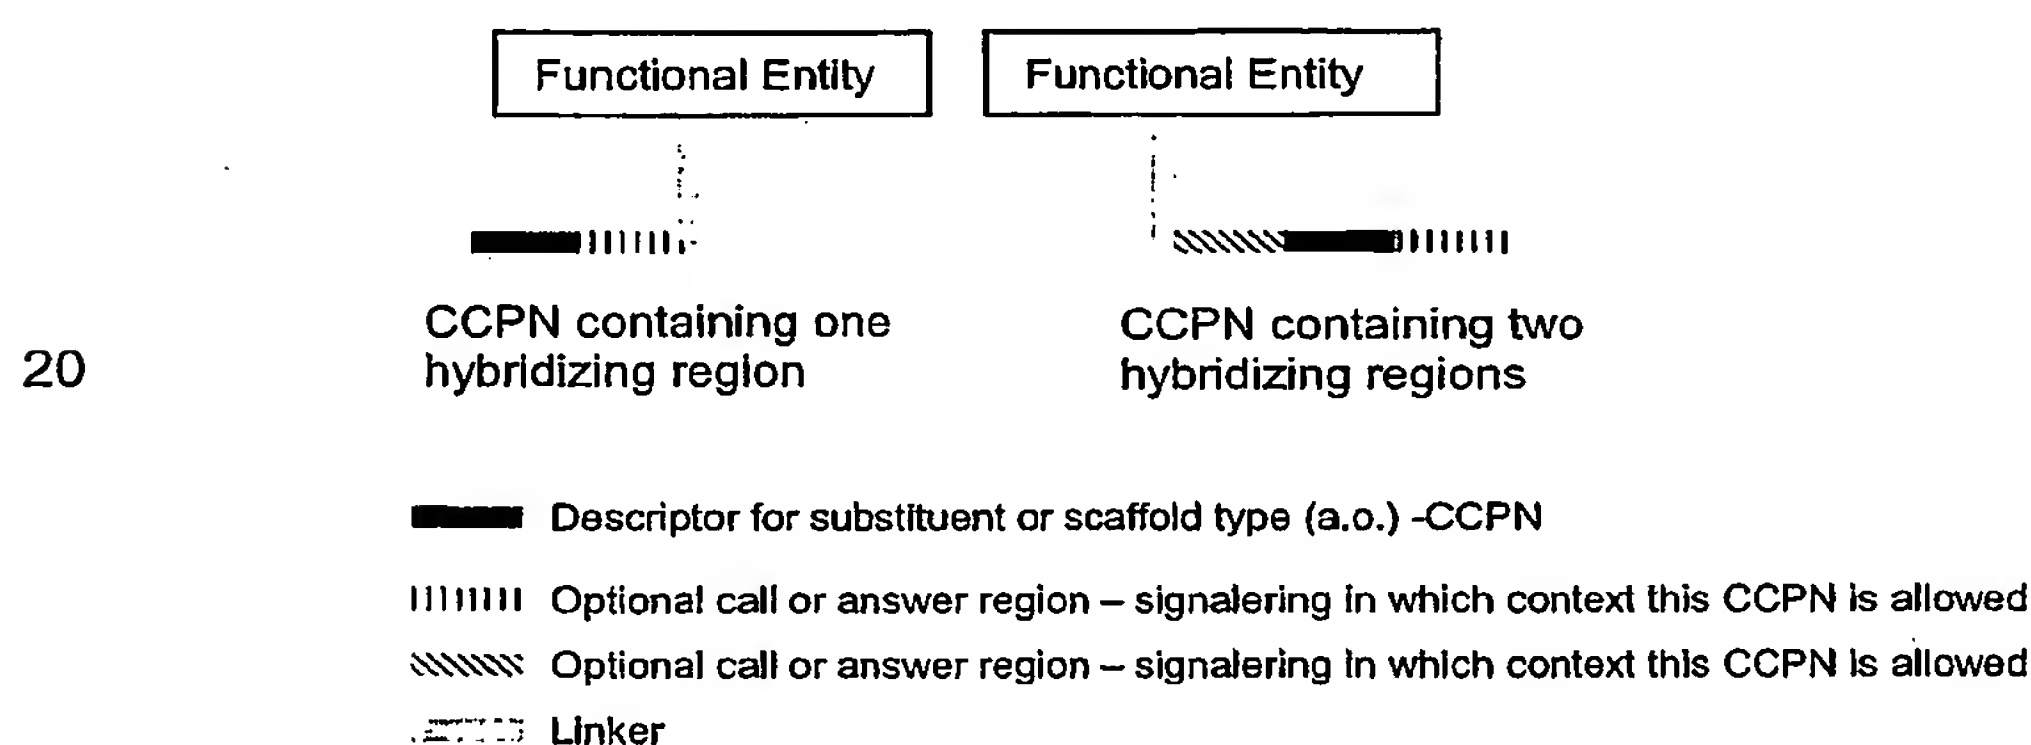 Functional Entity Functional Entity
CCPN containing one CCPN containing two
20
hybridizing region hybridizing regions
Descriptor for substituent or scaffold type (a.o.) -CCPN
Optional call or answer region – signalering in which context this CCPN is allowed
Optional call or answer region – signalering in which context this CCPN is allowed
Linker